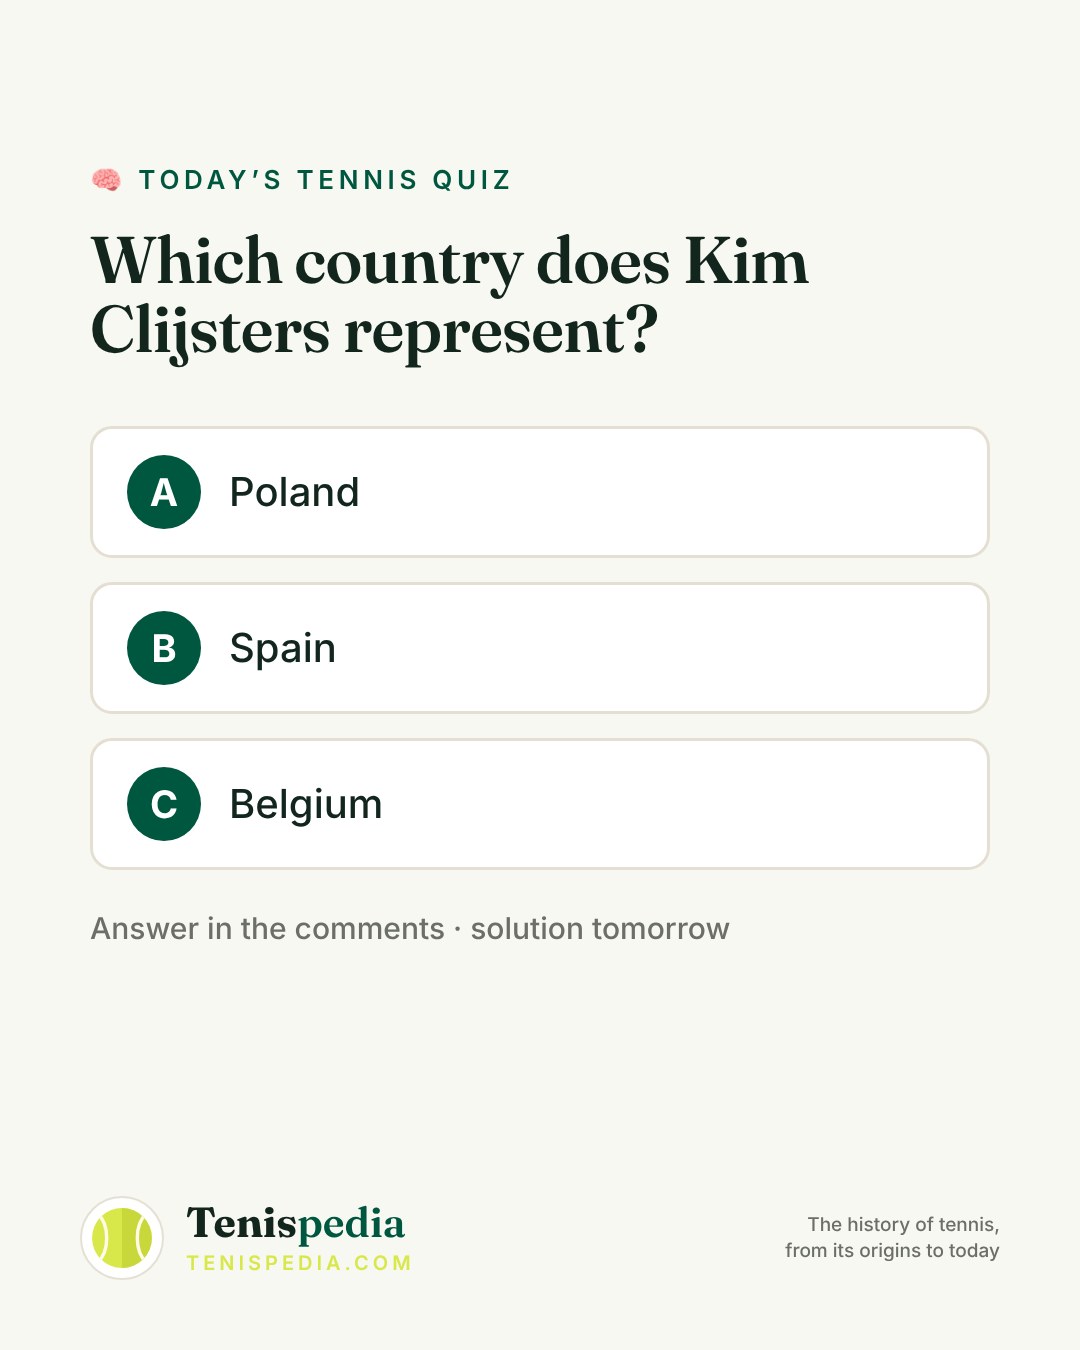 🧠 TODAY’S TENNIS QUIZ
Which country does Kim
Clijsters represent?
A Poland
B Spain
C Belgium
Answer in the comments · solution tomorrow
Tenispedia
TENISPEDIA.COM
The history of tennis,
from its origins to today